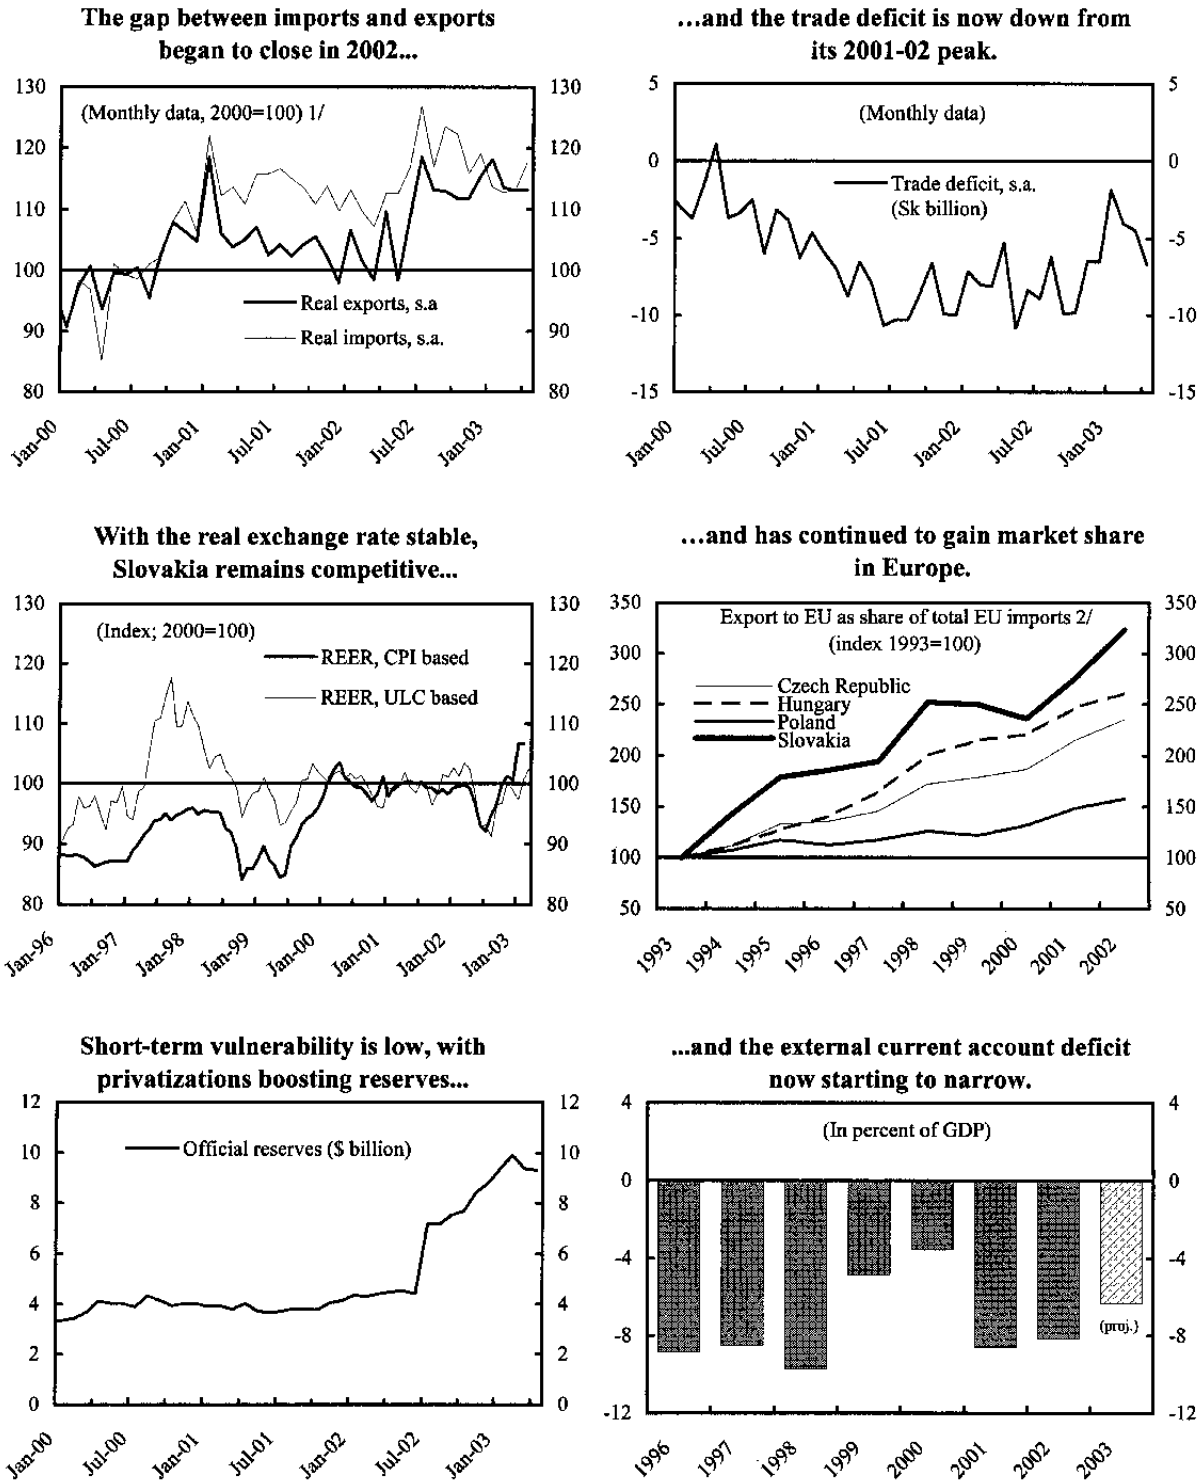 The gap between imports and exports
began to close in 2002...
130
120
110
100
90
80
(Monthly data, 2000=100) 1/
Real exports, s.a
Real imports, s.a.
130
120
110
100
90
80
Jan-00
Jul-00
Jan-01
Jul-01
Jan-02
Jul-02
Jan-03
...and the trade deficit is now down from
its 2001-02 peak.
5
0
-5
-10
-15
(Monthly data)
Trade deficit, s.a.
(Sk billion)
5
0
-5
-10
-15
Jan-00
Jul-00
Jan-01
Jul-01
Jan-02
Jul-02
Jan-03
With the real exchange rate stable,
Slovakia remains competitive...
130
120
110
100
90
80
(Index; 2000=100)
REER, CPI based
REER, ULC based
130
120
110
100
90
80
Jan-96
Jan-97
Jan-98
Jan-99
Jan-00
Jan-01
Jan-02
Jan-03
...and has continued to gain market share
in Europe.
350
300
250
200
150
100
50
Export to EU as share of total EU imports 2/
(index 1993=100)
Czech Republic
Hungary
Poland
Slovakia
350
300
250
200
150
100
50
1993
1994
1995
1996
1997
1998
1999
2000
2001
2002
Short-term vulnerability is low, with
privatizations boosting reserves...
12
10
8
6
4
2
0
Official reserves ($ billion)
12
10
8
6
4
2
0
Jan-00
Jul-00
Jan-01
Jul-01
Jan-02
Jul-02
Jan-03
...and the external current account deficit
now starting to narrow.
4
0
-4
-8
-12
(In percent of GDP)
(proj.)
4
0
-4
-8
-12
1996
1997
1998
1999
2000
2001
2002
2003